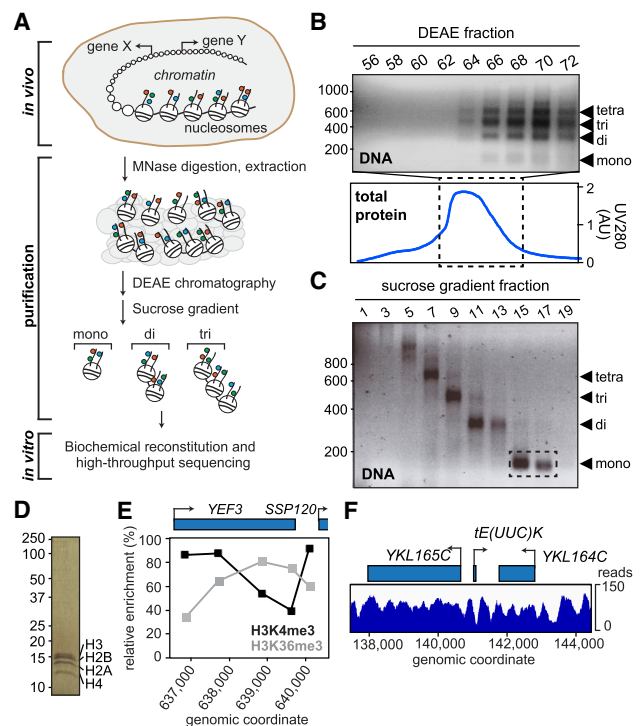 A
in vivo
gene X
gene Y
chromatin
nucleosomes
purification
MNase digestion, extraction
DEAE chromatography
Sucrose gradient
mono di tri
in vitro
Biochemical reconstitution and
high-throughput sequencing
B
DEAE fraction
56 58 60 62 64 66 68 70 72
1000
600
400
200
DNA
tetra
tri
di
mono
total
protein
2
1
0
UV280
(AU)
C
sucrose gradient fraction
1 3 5 7 9 11 13 15 17 19
800
600
400
200
DNA
tetra
tri
di
mono
D
250
100
50
37
25
20
15
10
H3
H2B
H2A
H4
E
YEF3 SSP120
relative enrichment (%)
100
80
60
40
20
0
H3K4me3
H3K36me3
637,000 638,000 639,000 640,000
genomic coordinate
F
tE(UUC)K
YKL165C YKL164C
reads
150
0
138,000 140,000 142,000 144,000
genomic coordinate